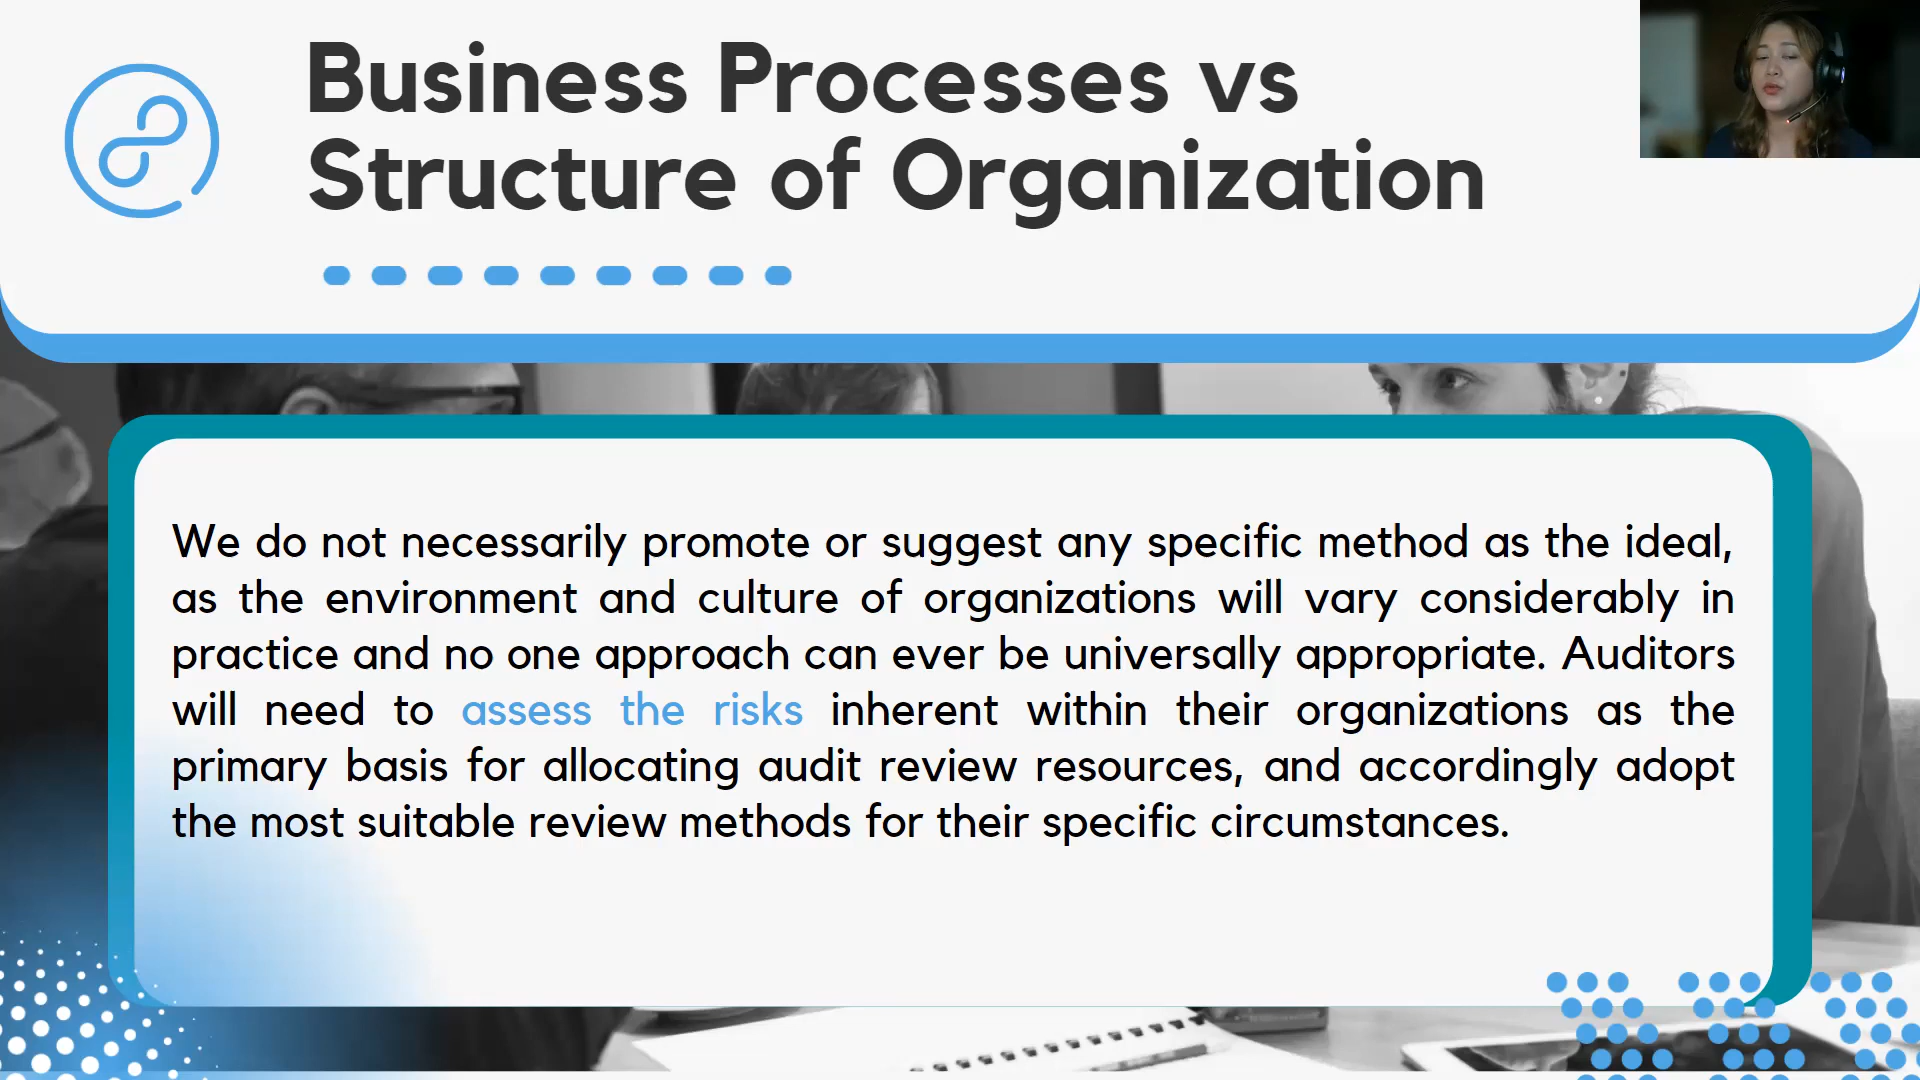 Business Processes vs
Structure of Organization
We do not necessarily promote or suggest any specific method as the ideal,
as the environment and culture of organizations will vary considerably in
practice and no one approach can ever be universally appropriate. Auditors
will need to assess the risks inherent within their organizations as the
primary basis for allocating audit review resources, and accordingly adopt
the most suitable review methods for their specific circumstances.